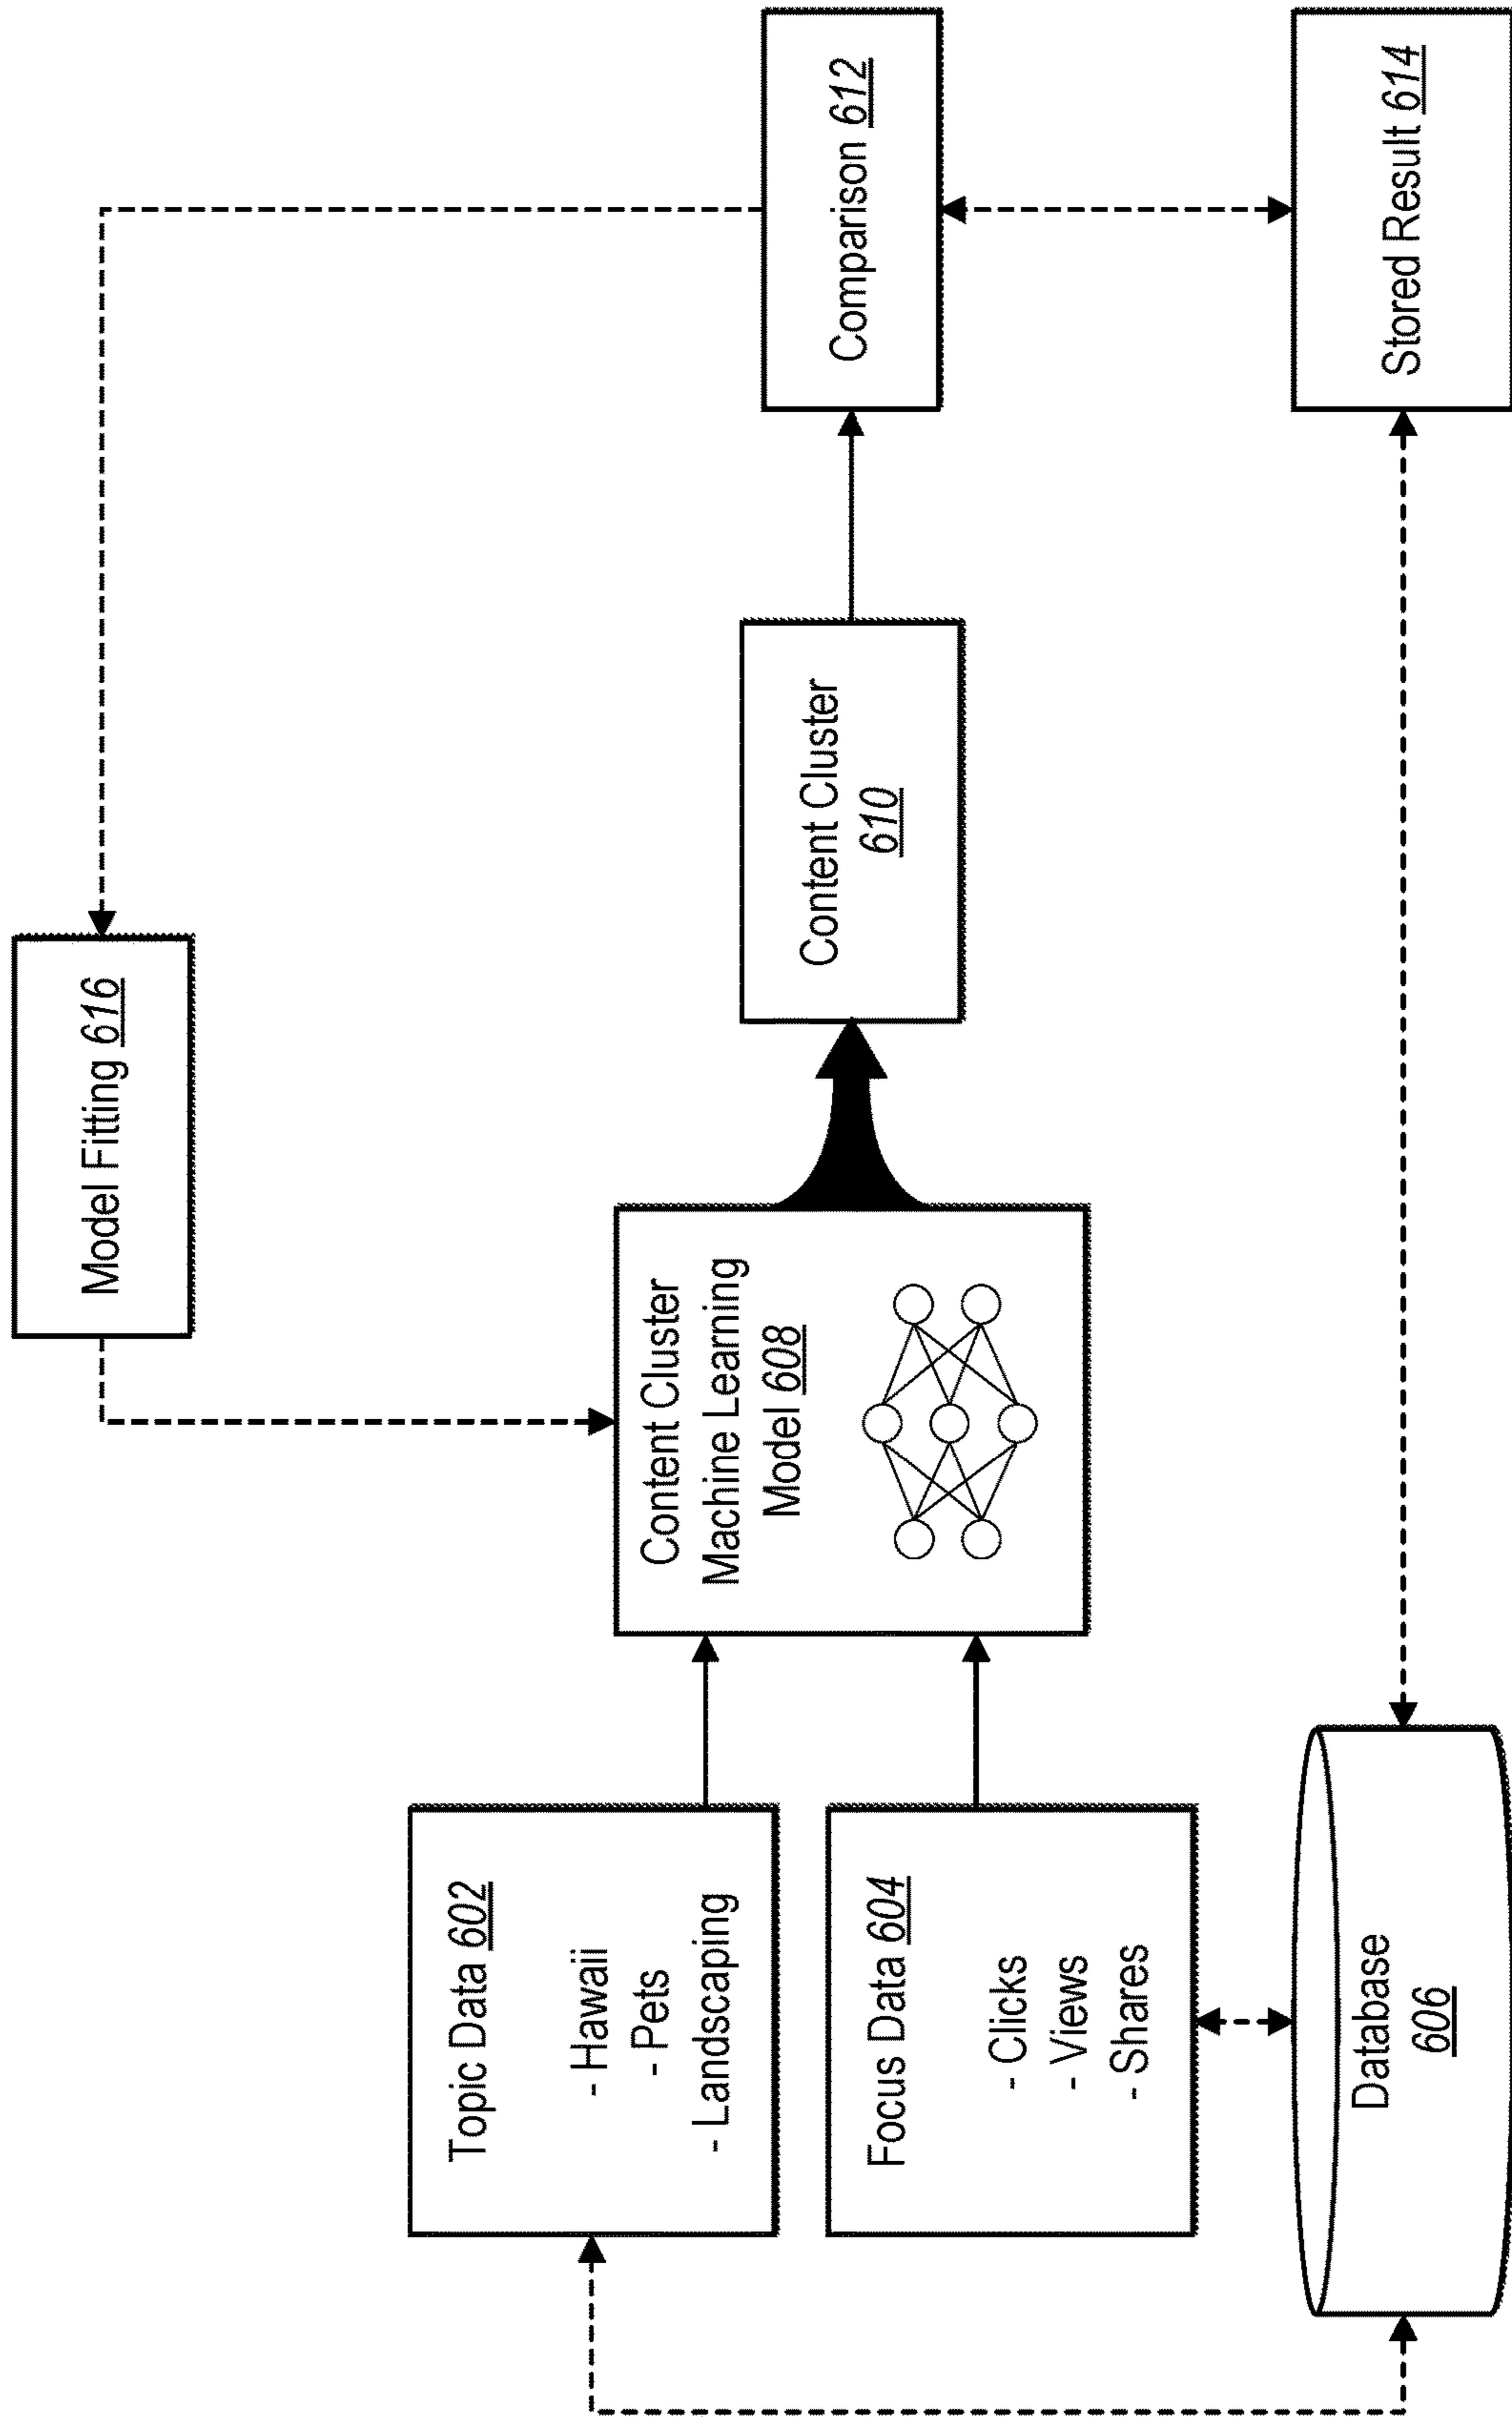 Model Fitting 616
Topic Data 602
- Hawaii
- Pets
- Landscaping
Content Cluster
Machine Learning
Model 608
Content Cluster
610
Comparison 612
Focus Data 604
- Clicks
- Views
- Shares
Database
606
Stored Result 614